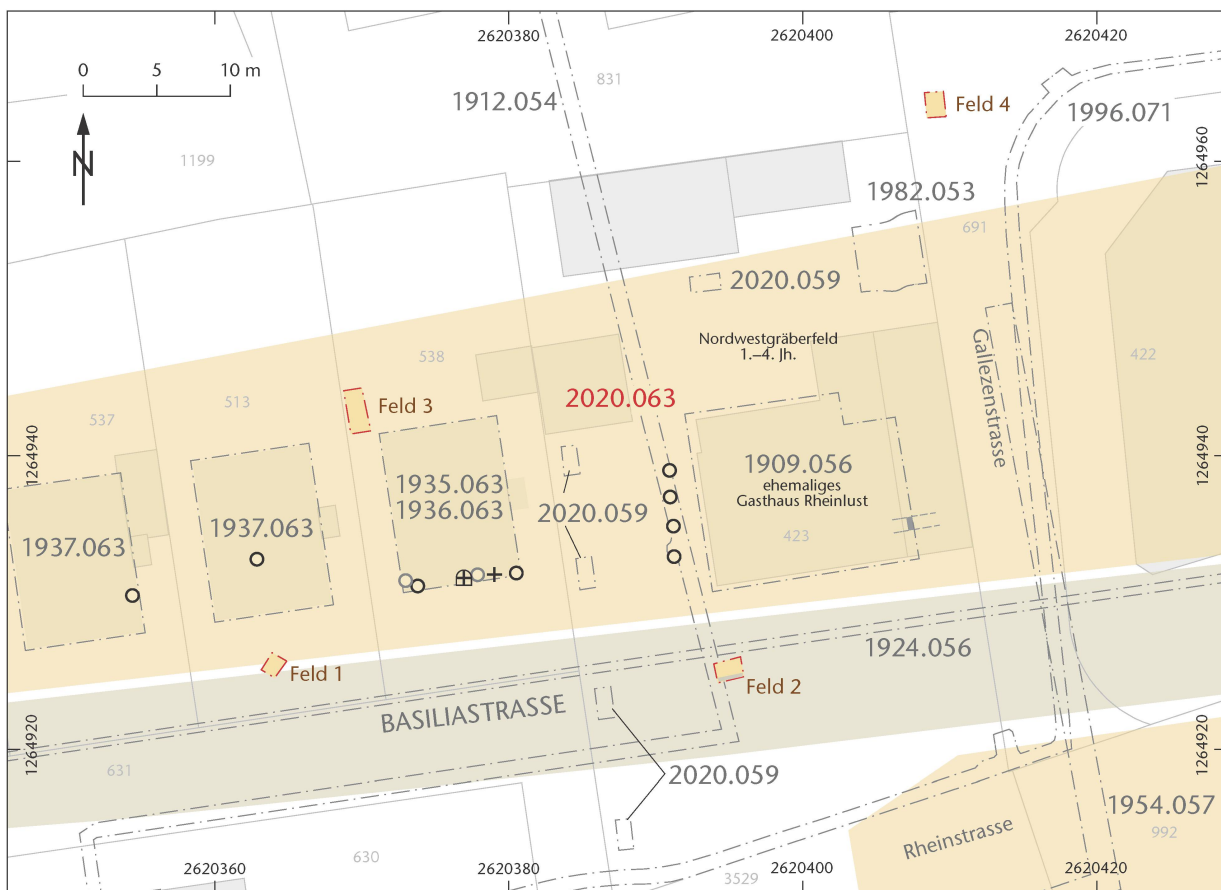 2620380
2620400
2620420
0 5 10 m
831
1912.054
Feld 4
1996.071
N
1199
1264960
1982.053
691
2020.059
Nordwestgräberfeld
1.–4. Jh.
538
Gallezenstrasse
422
513
2020.063
537
Feld 3
1264940
1264940
1935.063
1936.063
1909.056
ehemaliges
Gasthaus Rheinlust
2020.059
1937.063
1937.063
423
1924.056
Feld 1
Feld 2
BASILIASTRASSE
1264920
1264920
631
2020.059
1954.057
992
Rheinstrasse
630
2620360
2620380
2620400
2620420
3529